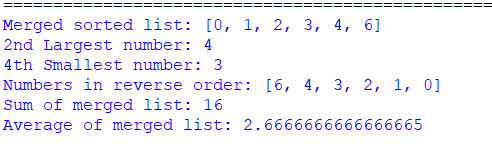 ==================================================
Merged sorted list: [0, 1, 2, 3, 4, 6]
2nd Largest number: 4
4th Smallest number: 3
Numbers in reverse order: [6, 4, 3, 2, 1, 0]
Sum of merged list: 16
Average of merged list: 2.6666666666666665